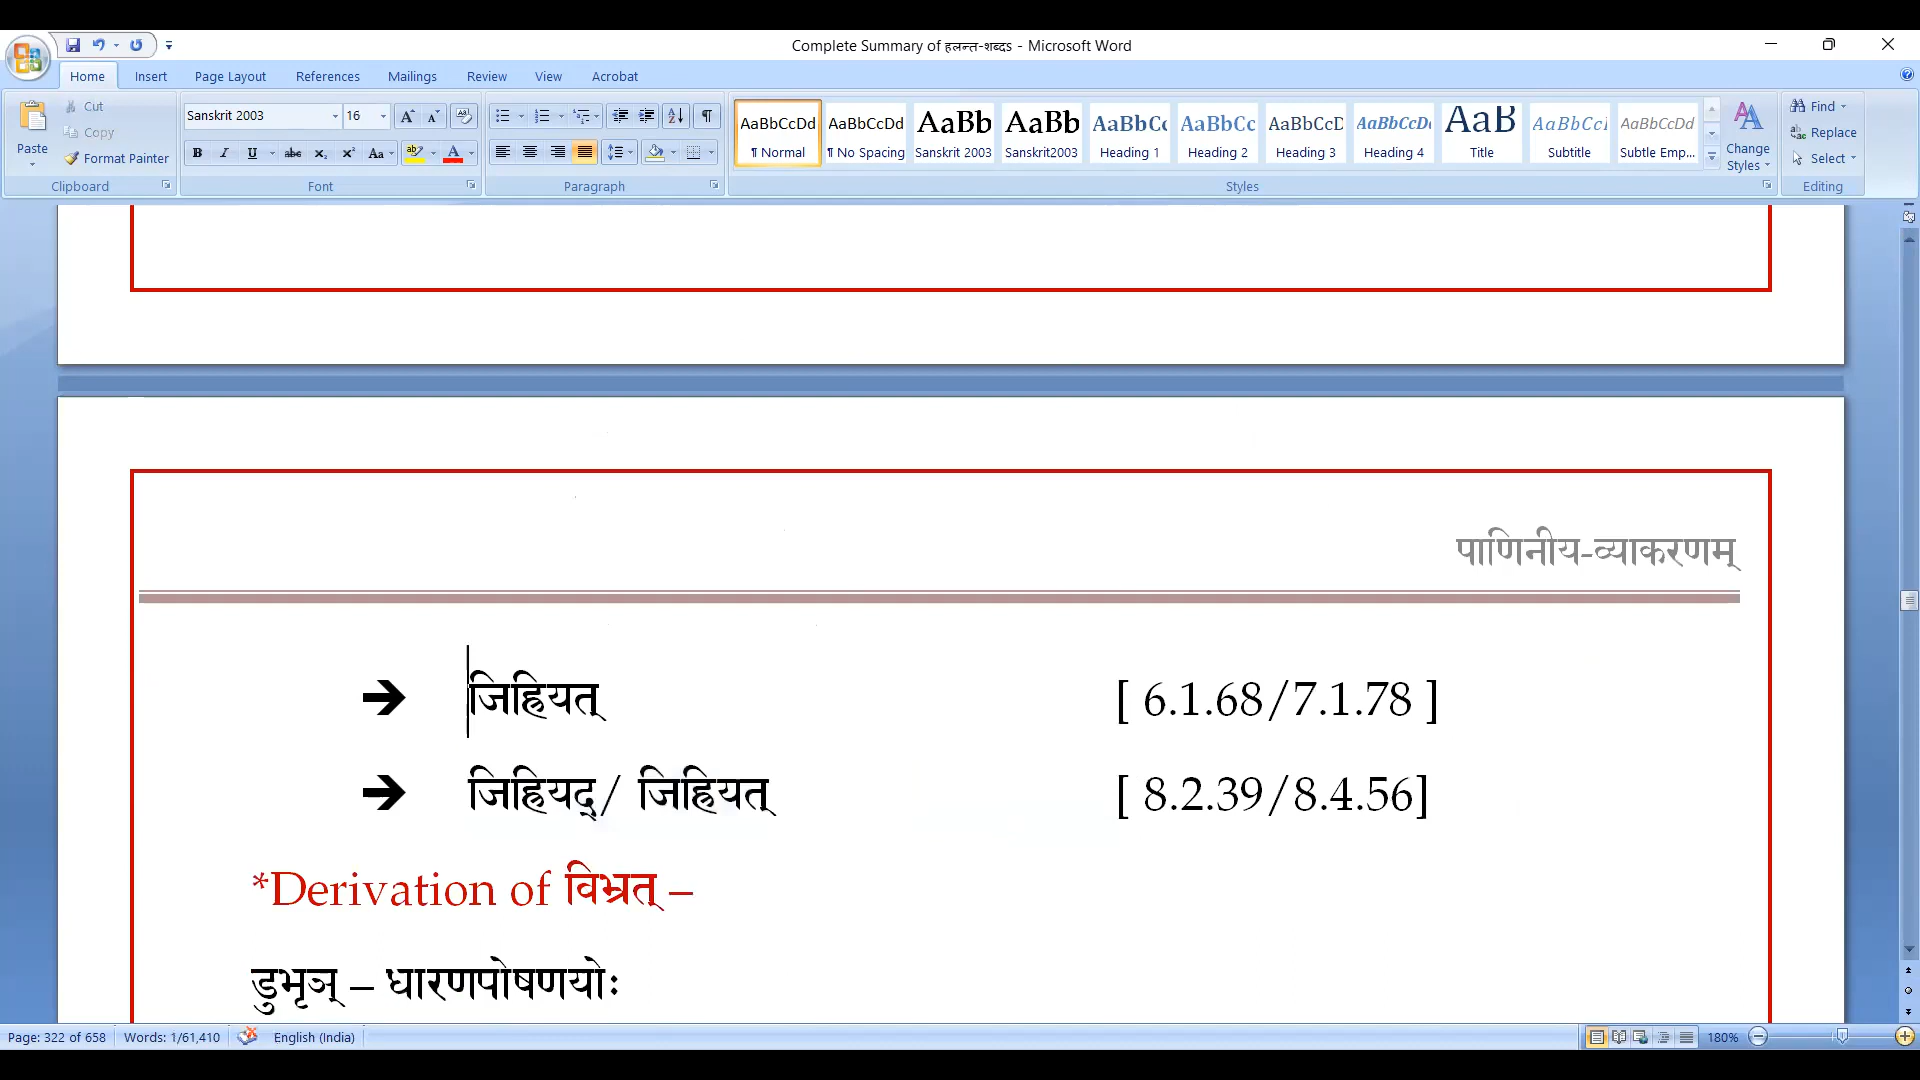 Complete Summary of हलन्त-शब्दs - Microsoft Word
Home Insert Page Layout References Mailings Review View Acrobat
Paste
Cut
Copy
Format Painter
Clipboard
Sanskrit 2003 16
Font
Paragraph
AaBbCcDd AaBbCcDd AaBb AaBb AaBbCc AaBbCc AaBbCcD AaBbCcD AaB AaBbCcI AaBbCcDd
¶ Normal ¶ No Spacing Sanskrit 2003 Sanskrit2003 Heading 1 Heading 2 Heading 3 Heading 4 Title Subtitle Subtle Emp...
Change Styles
Styles
Find
Replace
Select
Editing
पाणिनीय-व्याकरणम्
➔ जिह्रियत् [ 6.1.68/7.1.78 ]
➔ जिह्रियद्/ जिह्रियत् [ 8.2.39/8.4.56]
*Derivation of विभ्रत् –
डुभृञ् – धारणपोषणयोः
Page: 322 of 658 Words: 1/61,410 English (India) 180%